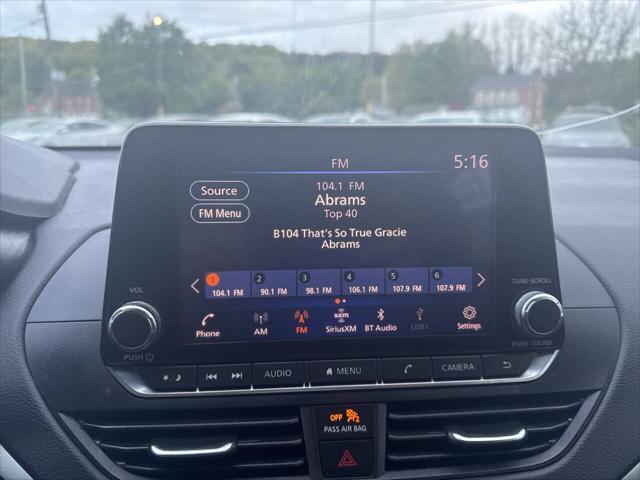 FM
5:16
Source
104.1 FM
Abrams
FM Menu
Top 40
B104 That's So True Gracie
Abrams
1 2 3 4 5 6
104.1 FM 90.1 FM 98.1 FM 106.1 FM 107.9 FM 107.9 FM
VOL
TUNE·SCROLL
sxm
Phone AM FM SiriusXM BT Audio USB1 Settings
PUSH
PUSH SOUND
AUDIO MENU CAMERA
OFF 2
PASS AIR BAG